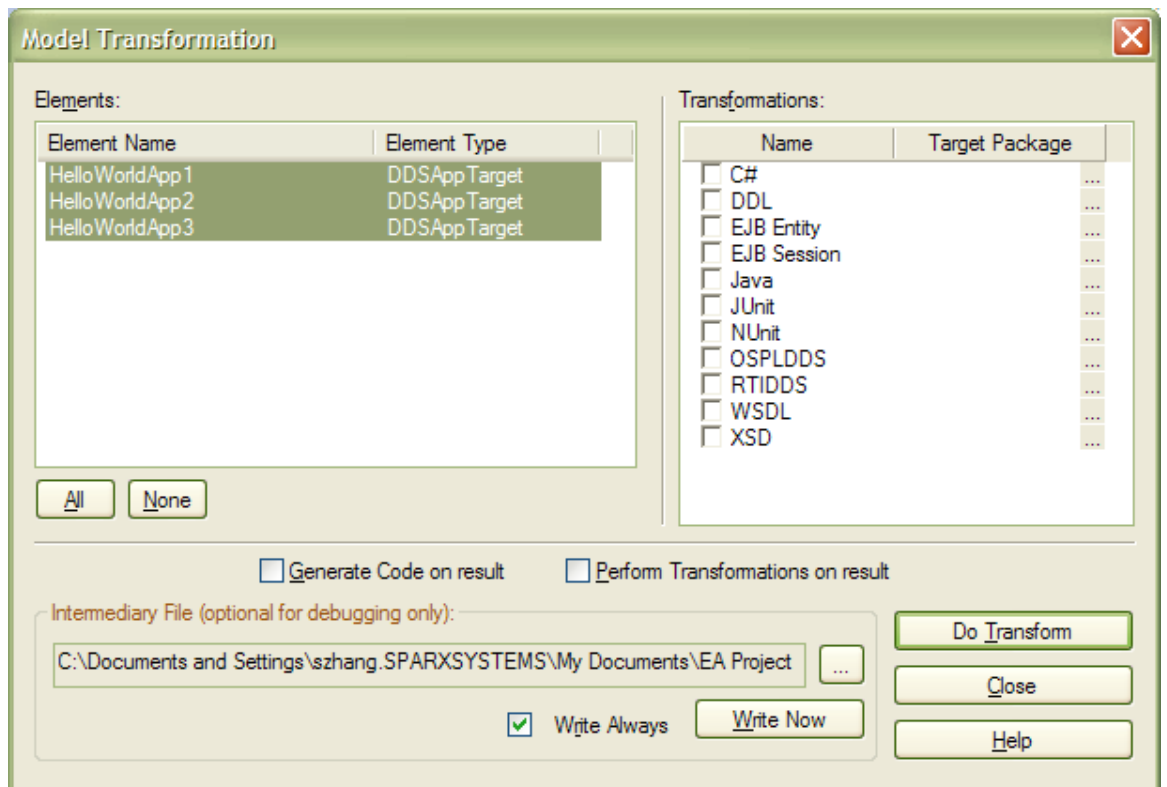 Model Transformation
Elements:
Element Name Element Type
HelloWorldApp1 DDSAppTarget
HelloWorldApp2 DDSAppTarget
HelloWorldApp3 DDSAppTarget
All None
Transformations:
Name Target Package
C# ...
DDL ...
EJB Entity ...
EJB Session ...
Java ...
JUnit ...
NUnit ...
OSPLDDS ...
RTIDDS ...
WSDL ...
XSD ...
Generate Code on result Perform Transformations on result
Intermediary File (optional for debugging only):
C:\Documents and Settings\szhang.SPARXSYSTEMS\My Documents\EA Project ...
Write Always Write Now
Do Transform
Close
Help